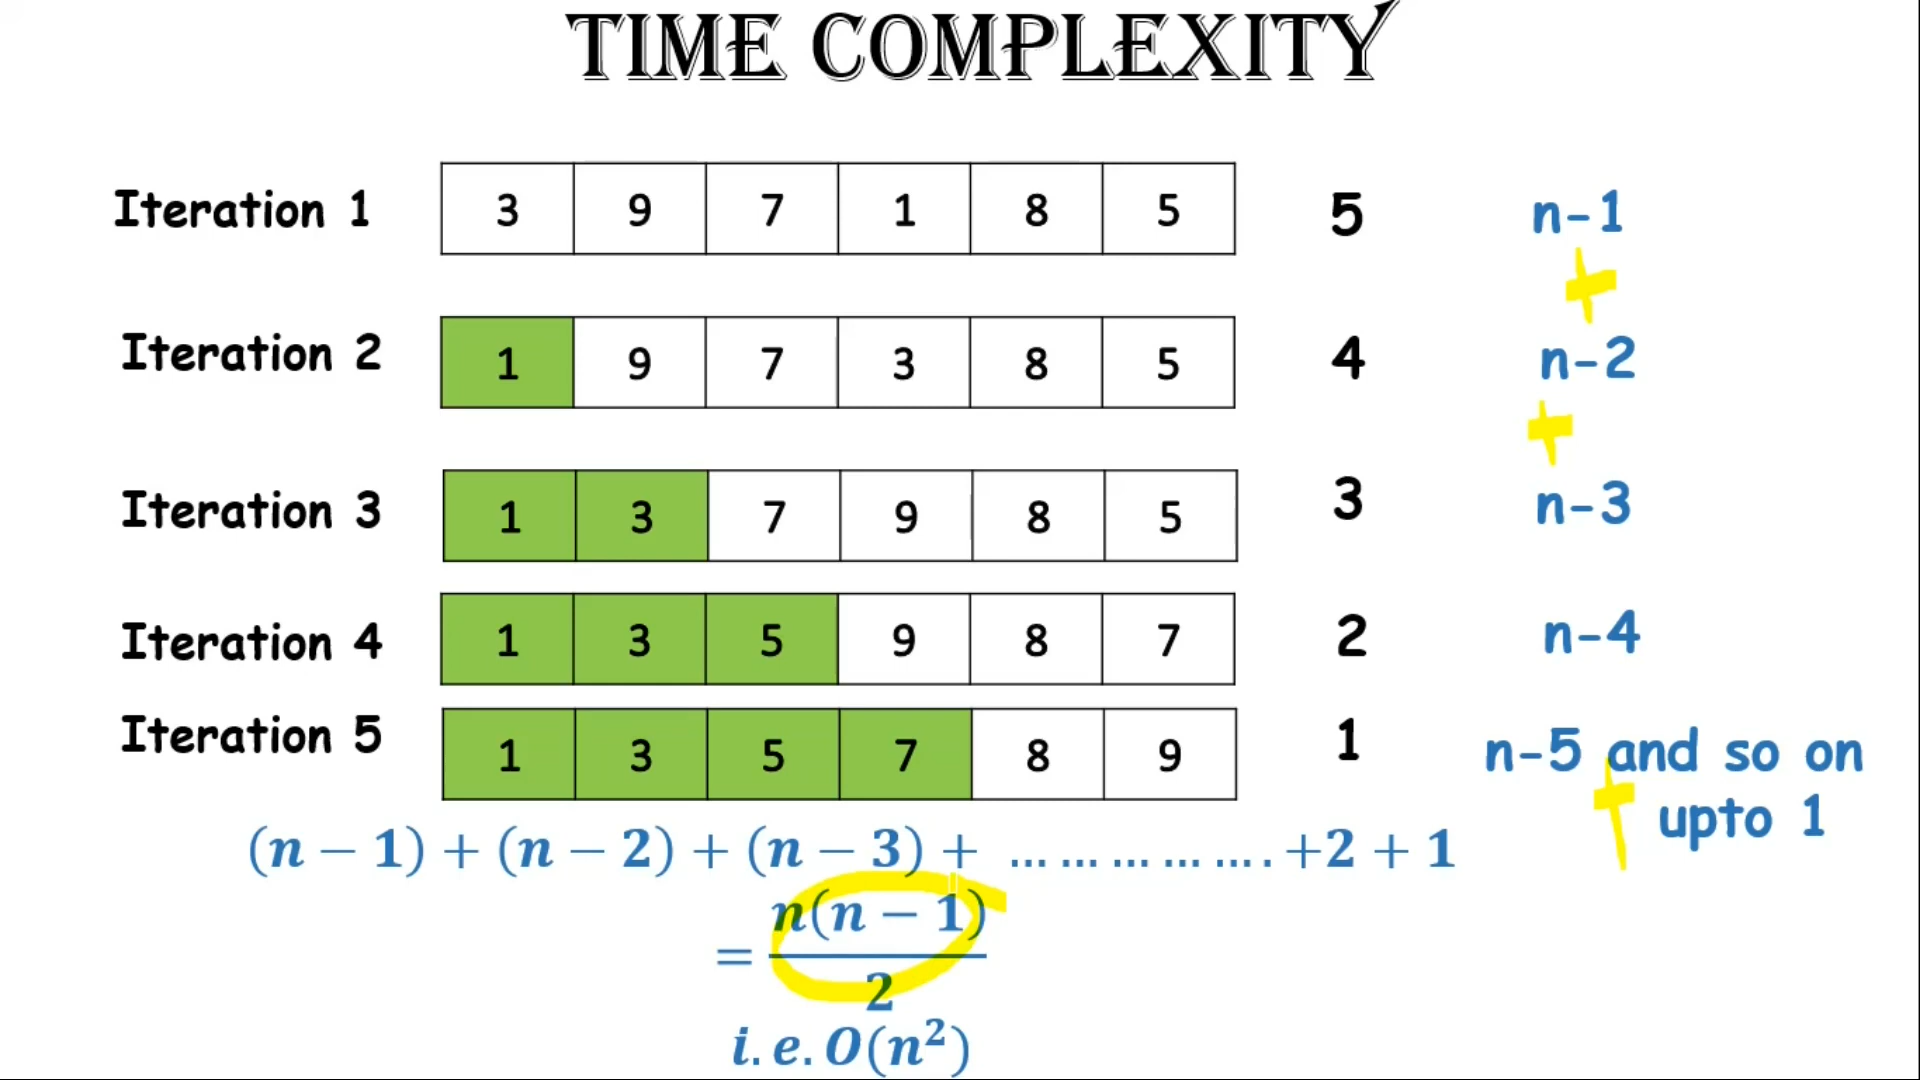 TIME COMPLEXITY
Iteration 1 3 9 7 1 8 5 5 n-1
+
Iteration 2 1 9 7 3 8 5 4 n-2
+
Iteration 3 1 3 7 9 8 5 3 n-3
Iteration 4 1 3 5 9 8 7 2 n-4
Iteration 5 1 3 5 7 8 9 1 n-5 and so on
+ upto 1
(n − 1) + (n − 2) + (n − 3) + … … … … …. +2 + 1
= n(n − 1)
2
i. e. O(n²)